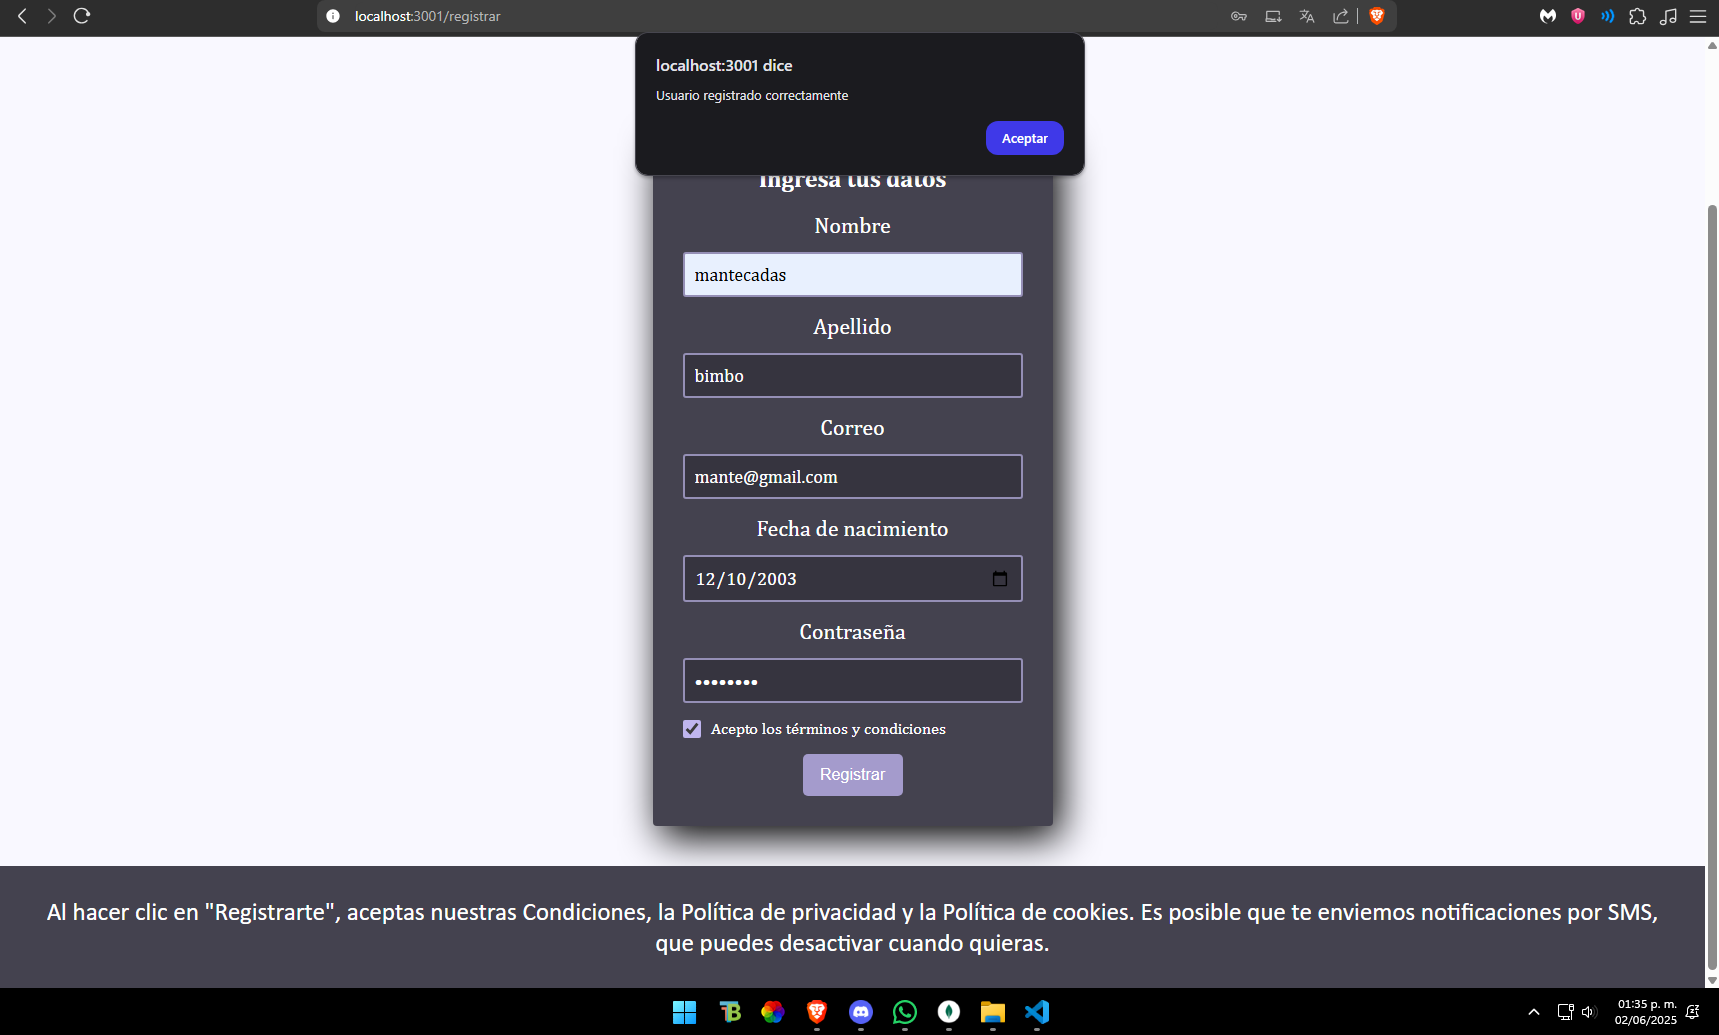 localhost:3001/registrar
localhost:3001 dice
Usuario registrado correctamente
Aceptar
Ingresa tus datos
Nombre
mantecadas
Apellido
bimbo
Correo
mante@gmail.com
Fecha de nacimiento
12/10/2003
Contraseña
••••••••
Acepto los términos y condiciones
Registrar
Al hacer clic en "Registrarte", aceptas nuestras Condiciones, la Política de privacidad y la Política de cookies. Es posible que te enviemos notificaciones por SMS,
que puedes desactivar cuando quieras.
01:35 p. m.
02/06/2025